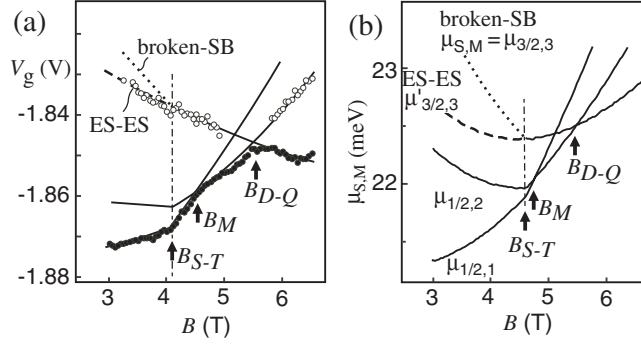 (a)
broken-SB
V_g (V)
-1.84
ES-ES
-1.86
B_D-Q
B_M
B_S-T
-1.88
3 4 5 6
B (T)
(b)
broken-SB
μ_S,M = μ_3/2,3
23
ES-ES
μ'_3/2,3
μ_S,M (meV)
22
B_D-Q
μ_1/2,2
B_M
B_S-T
μ_1/2,1
3 4 5 6
B (T)